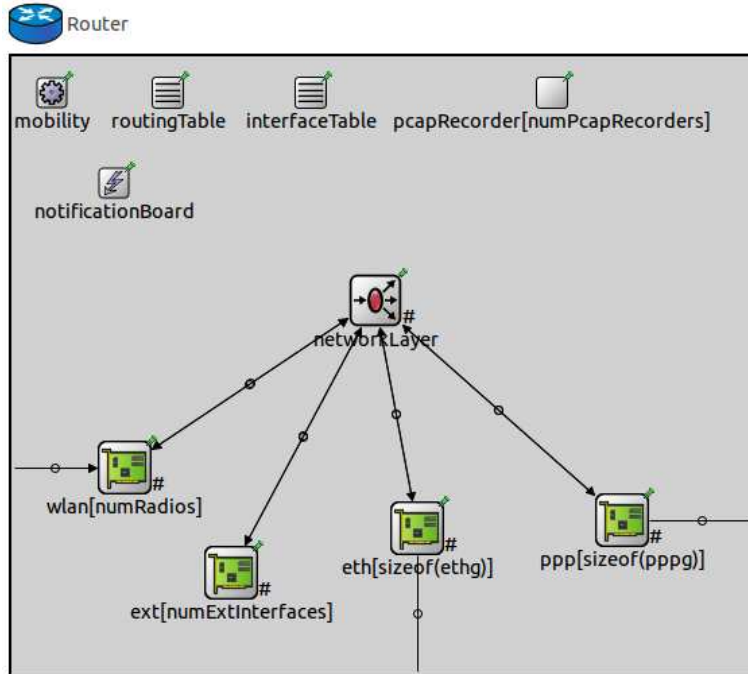 Router
mobility
routingTable
interfaceTable
pcapRecorder[numPcapRecorders]
notificationBoard
#
networkLayer
#
wlan[numRadios]
#
eth[sizeof(ethg)]
#
ppp[sizeof(pppg)]
#
ext[numExtInterfaces]